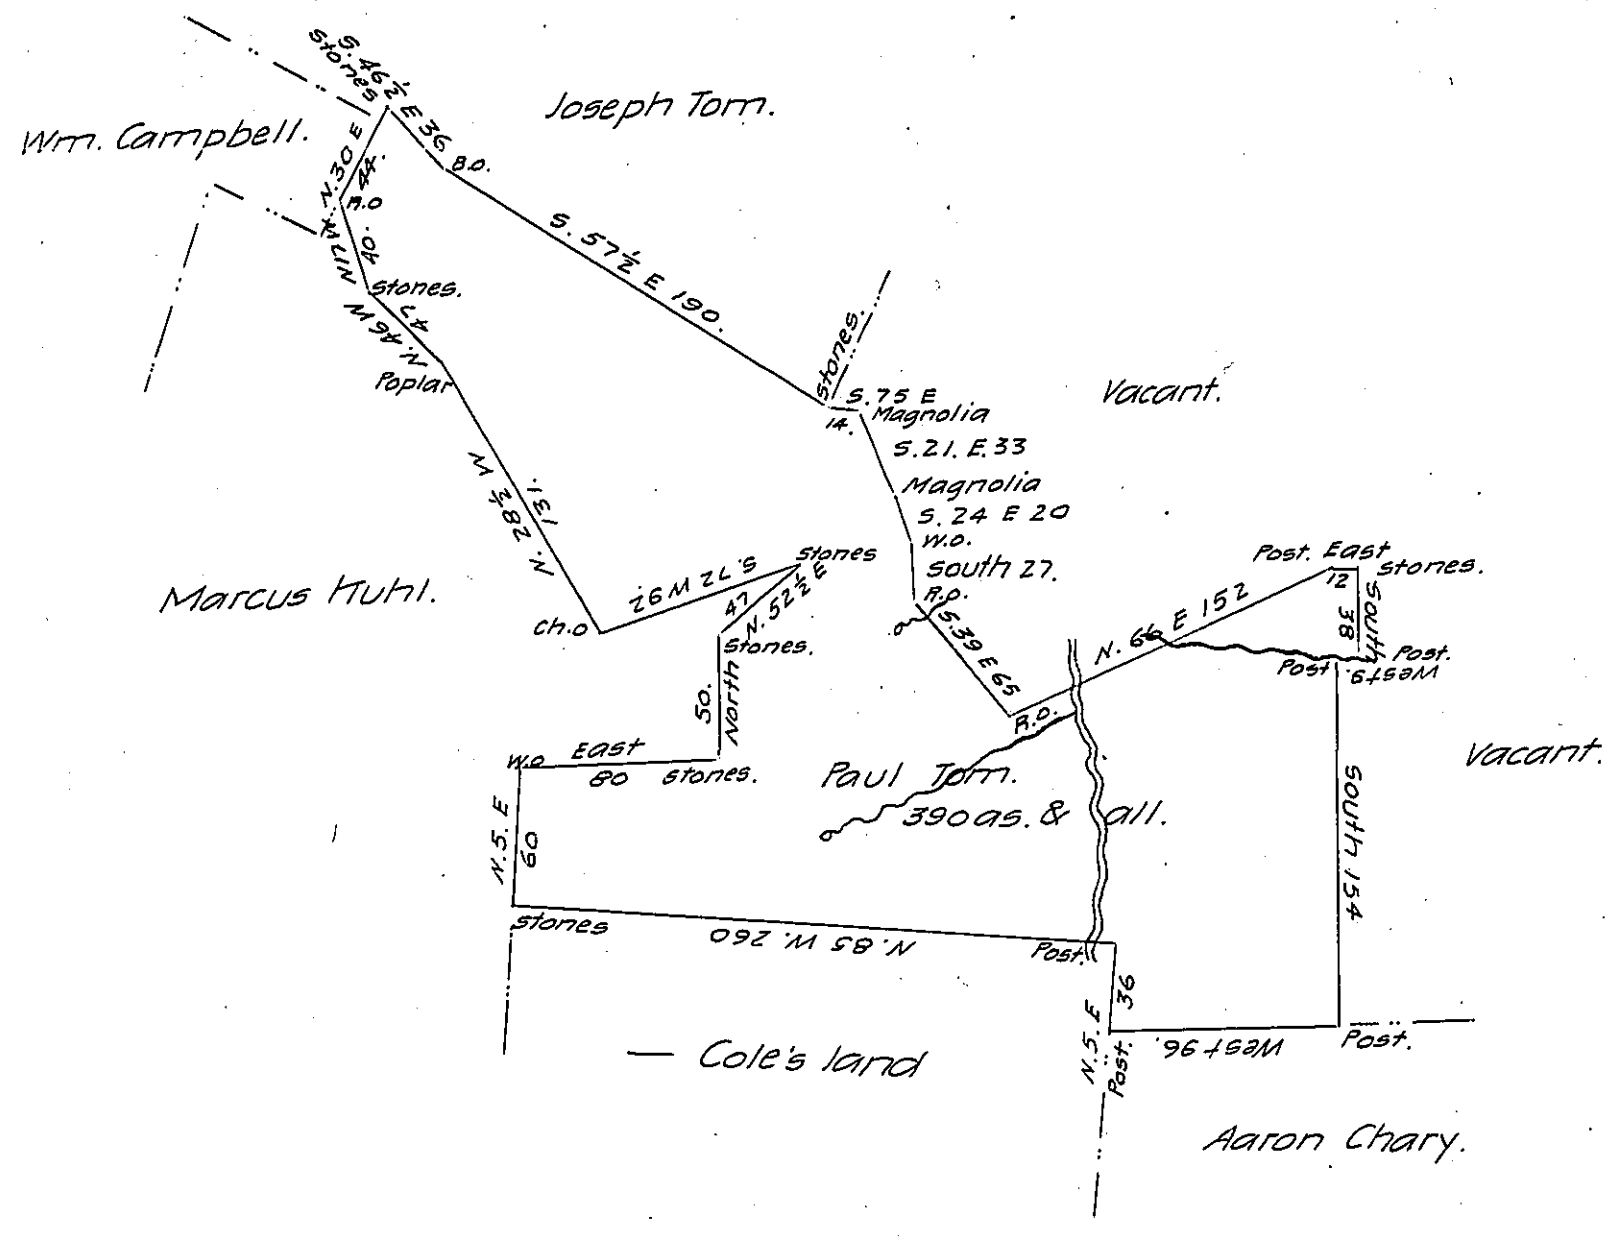 S. 46½ E 36
Stones
Joseph Tom.
Wm. Campbell.
N. 30 E
44.
B.O.
R.O
N17W
40.
Stones.
47
N. 46 W
Poplar
S. 57½ E 190.
Stones.
S. 75 E
14.
Magnolia
Vacant.
S. 21. E. 33
Magnolia
S. 24 E 20
W.O.
South 27.
R.O.
N. 28½ W
131.
Marcus Huhl.
Ch.O
S. 72 W 92.
Stones
47
N. 52½ E
Stones.
S. 39 E 65
R.O.
N. 66 E 152
Post. East
12
Stones.
South
38
Post.
Post
West 9.
50.
North
W.O
East
80
Stones.
Paul Tom.
390 as. & all.
Vacant.
N. 5. E
60
South 154
Stones
N. 85 W. 260
Post.
36
N. 5. E
Post.
West 96.
Post.
Cole's land
Aaron Chary.